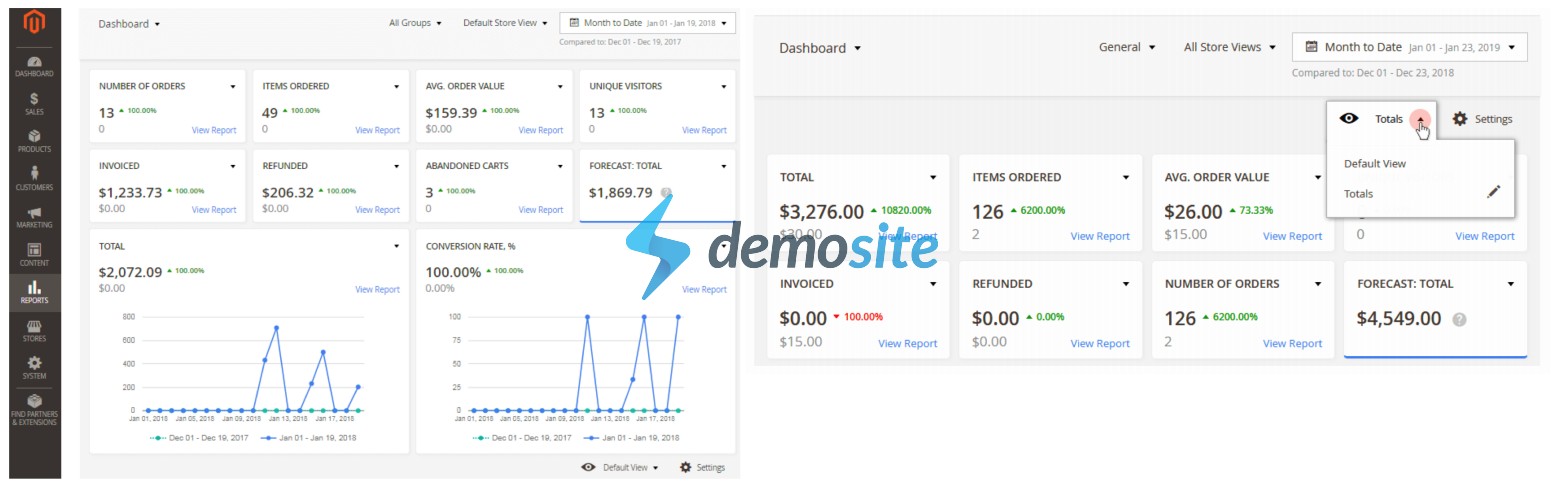 Dashboard
All Groups
Default Store View
Month to Date Jan 01 - Jan 19, 2018
Compared to: Dec 01 - Dec 19, 2017
DASHBOARD
SALES
PRODUCTS
CUSTOMERS
MARKETING
CONTENT
REPORTS
STORES
SYSTEM
FIND PARTNERS
& EXTENSIONS
NUMBER OF ORDERS
13 100.00%
0 View Report
ITEMS ORDERED
49 100.00%
0 View Report
AVG. ORDER VALUE
$159.39 100.00%
$0.00 View Report
UNIQUE VISITORS
13 100.00%
0 View Report
INVOICED
$1,233.73 100.00%
$0.00 View Report
REFUNDED
$206.32 100.00%
$0.00 View Report
ABANDONED CARTS
3 100.00%
0 View Report
FORECAST: TOTAL
$1,869.79 ?
TOTAL
$2,072.09 100.00%
$0.00 View Report
800
600
400
200
0
Jan 01, 2018 Jan 05, 2018 Jan 09, 2018 Jan 13, 2018 Jan 17, 2018
Dec 01 - Dec 19, 2017 Jan 01 - Jan 19, 2018
CONVERSION RATE, %
100.00% 100.00%
0.00% View Report
100
75
50
25
0
Jan 01, 2018 Jan 05, 2018 Jan 09, 2018 Jan 13, 2018 Jan 17, 2018
Dec 01 - Dec 19, 2017 Jan 01 - Jan 19, 2018
Default View Settings
demosite
Dashboard
General
All Store Views
Month to Date Jan 01 - Jan 23, 2019
Compared to: Dec 01 - Dec 23, 2018
Totals
Settings
Default View
Totals
TOTAL
$3,276.00 10820.00%
$30.00 View Report
ITEMS ORDERED
126 6200.00%
2 View Report
AVG. ORDER VALUE
$26.00 73.33%
$15.00 View Report
0 View Report
INVOICED
$0.00 100.00%
$15.00 View Report
REFUNDED
$0.00 0.00%
$0.00 View Report
NUMBER OF ORDERS
126 6200.00%
2 View Report
FORECAST: TOTAL
$4,549.00 ?